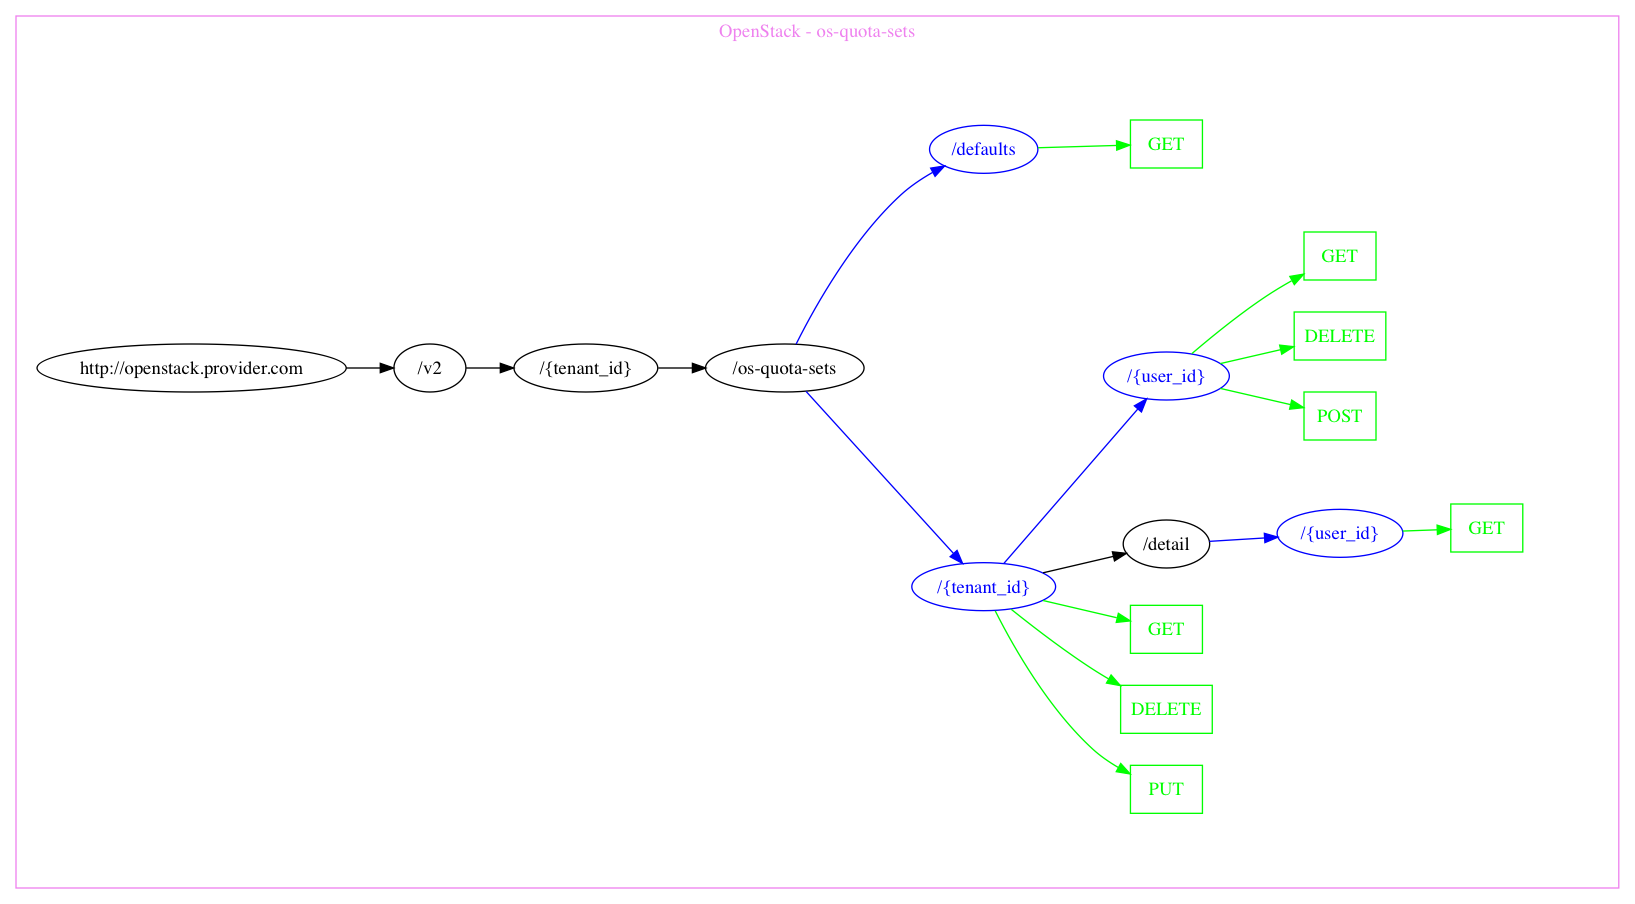 OpenStack - os-quota-sets
http://openstack.provider.com
/v2
/{tenant_id}
/os-quota-sets
/defaults
GET
/{tenant_id}
/{user_id}
GET
DELETE
POST
/detail
/{user_id}
GET
GET
DELETE
PUT